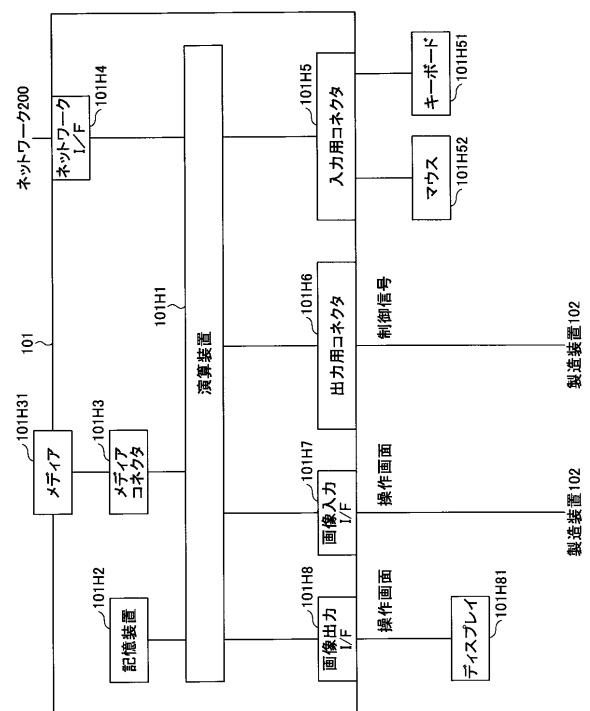 101
メディア
101H31
メディア
コネクタ
101H3
記憶装置
101H2
ネットワーク200
ネットワーク
I/F
101H4
演算装置
101H1
画像出力
I/F
101H8
画像入力
I/F
101H7
出力用コネクタ
101H6
入力用コネクタ
101H5
操作画面
操作画面
制御信号
ディスプレイ
101H81
製造装置102
製造装置102
マウス
101H52
キーボード
101H51